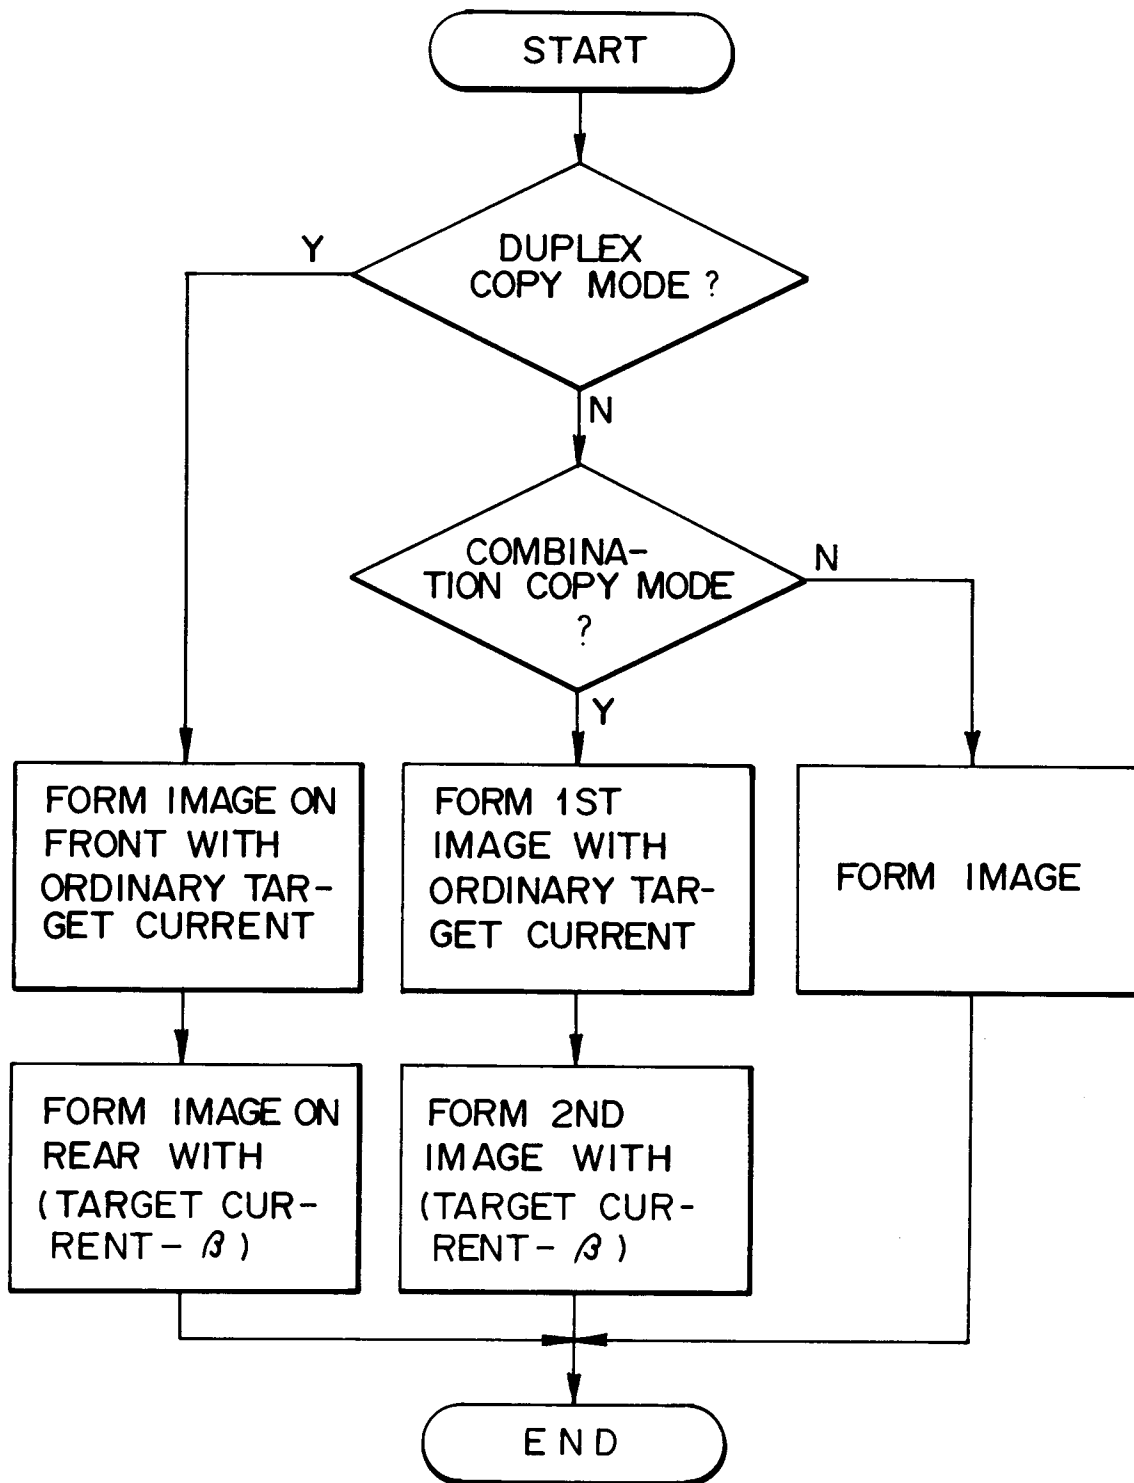 START
DUPLEX
COPY MODE ?
Y
N
COMBINA-
TION COPY MODE
?
N
Y
FORM IMAGE ON
FRONT WITH
ORDINARY TAR-
GET CURRENT
FORM 1ST
IMAGE WITH
ORDINARY TAR-
GET CURRENT
FORM IMAGE
FORM IMAGE ON
REAR WITH
(TARGET CUR-
RENT-β)
FORM 2ND
IMAGE WITH
(TARGET CUR-
RENT-β)
END